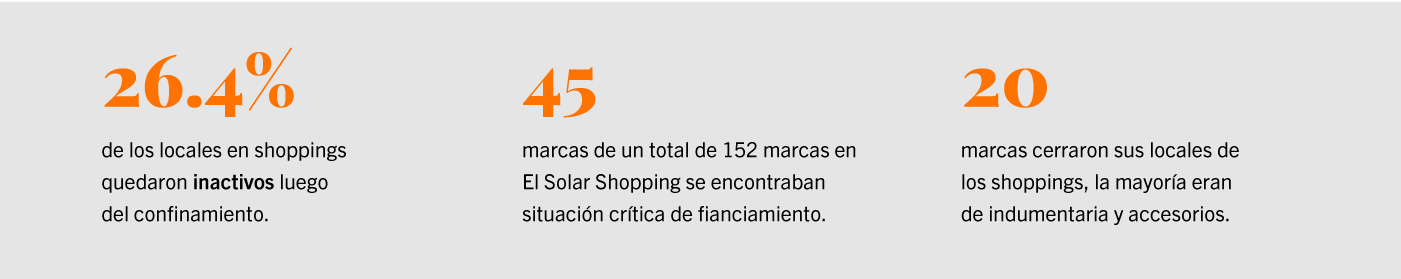 26.4%
de los locales en shoppings
quedaron inactivos luego
del confinamiento.
45
marcas de un total de 152 marcas en
El Solar Shopping se encontraban
situación crítica de fianciamiento.
20
marcas cerraron sus locales de
los shoppings, la mayoría eran
de indumentaria y accesorios.